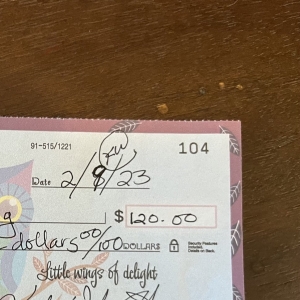 91-515/1221
104
Date 2/8/23
g $ 120.00
dollars 00/100 DOLLARS Security Features Included. Details on Back.
Little wings of delight